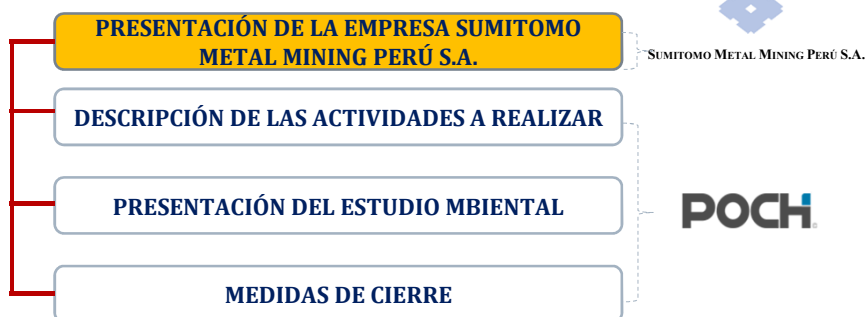 PRESENTACIÓN DE LA EMPRESA SUMITOMO
METAL MINING PERÚ S.A.
SUMITOMO METAL MINING PERÚ S.A.
DESCRIPCIÓN DE LAS ACTIVIDADES A REALIZAR
PRESENTACIÓN DEL ESTUDIO MBIENTAL
POCH
MEDIDAS DE CIERRE